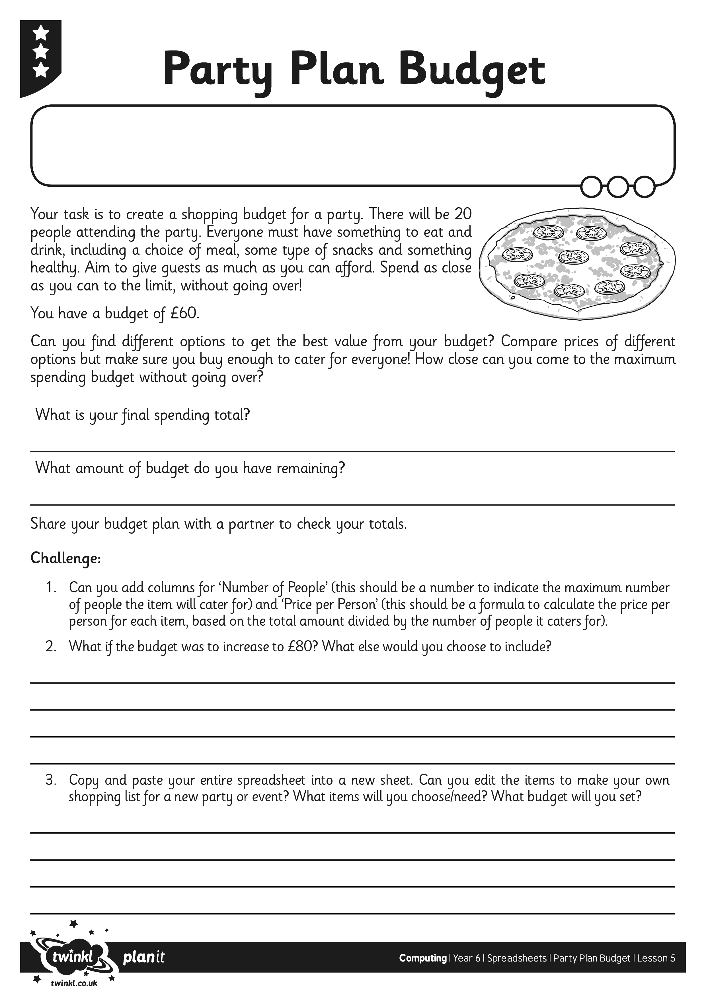 Party Plan Budget
Your task is to create a shopping budget for a party. There will be 20
people attending the party. Everyone must have something to eat and
drink, including a choice of meal, some type of snacks and something
healthy. Aim to give guests as much as you can afford. Spend as close
as you can to the limit, without going over!
You have a budget of £60.
Can you find different options to get the best value from your budget? Compare prices of different
options but make sure you buy enough to cater for everyone! How close can you come to the maximum
spending budget without going over?
What is your final spending total?
What amount of budget do you have remaining?
Share your budget plan with a partner to check your totals.
Challenge:
1. Can you add columns for ‘Number of People’ (this should be a number to indicate the maximum number
of people the item will cater for) and ‘Price per Person’ (this should be a formula to calculate the price per
person for each item, based on the total amount divided by the number of people it caters for).
2. What if the budget was to increase to £80? What else would you choose to include?
3. Copy and paste your entire spreadsheet into a new sheet. Can you edit the items to make your own
shopping list for a new party or event? What items will you choose/need? What budget will you set?
twinkl planit
Computing | Year 6 | Spreadsheets | Party Plan Budget | Lesson 5
twinkl.co.uk